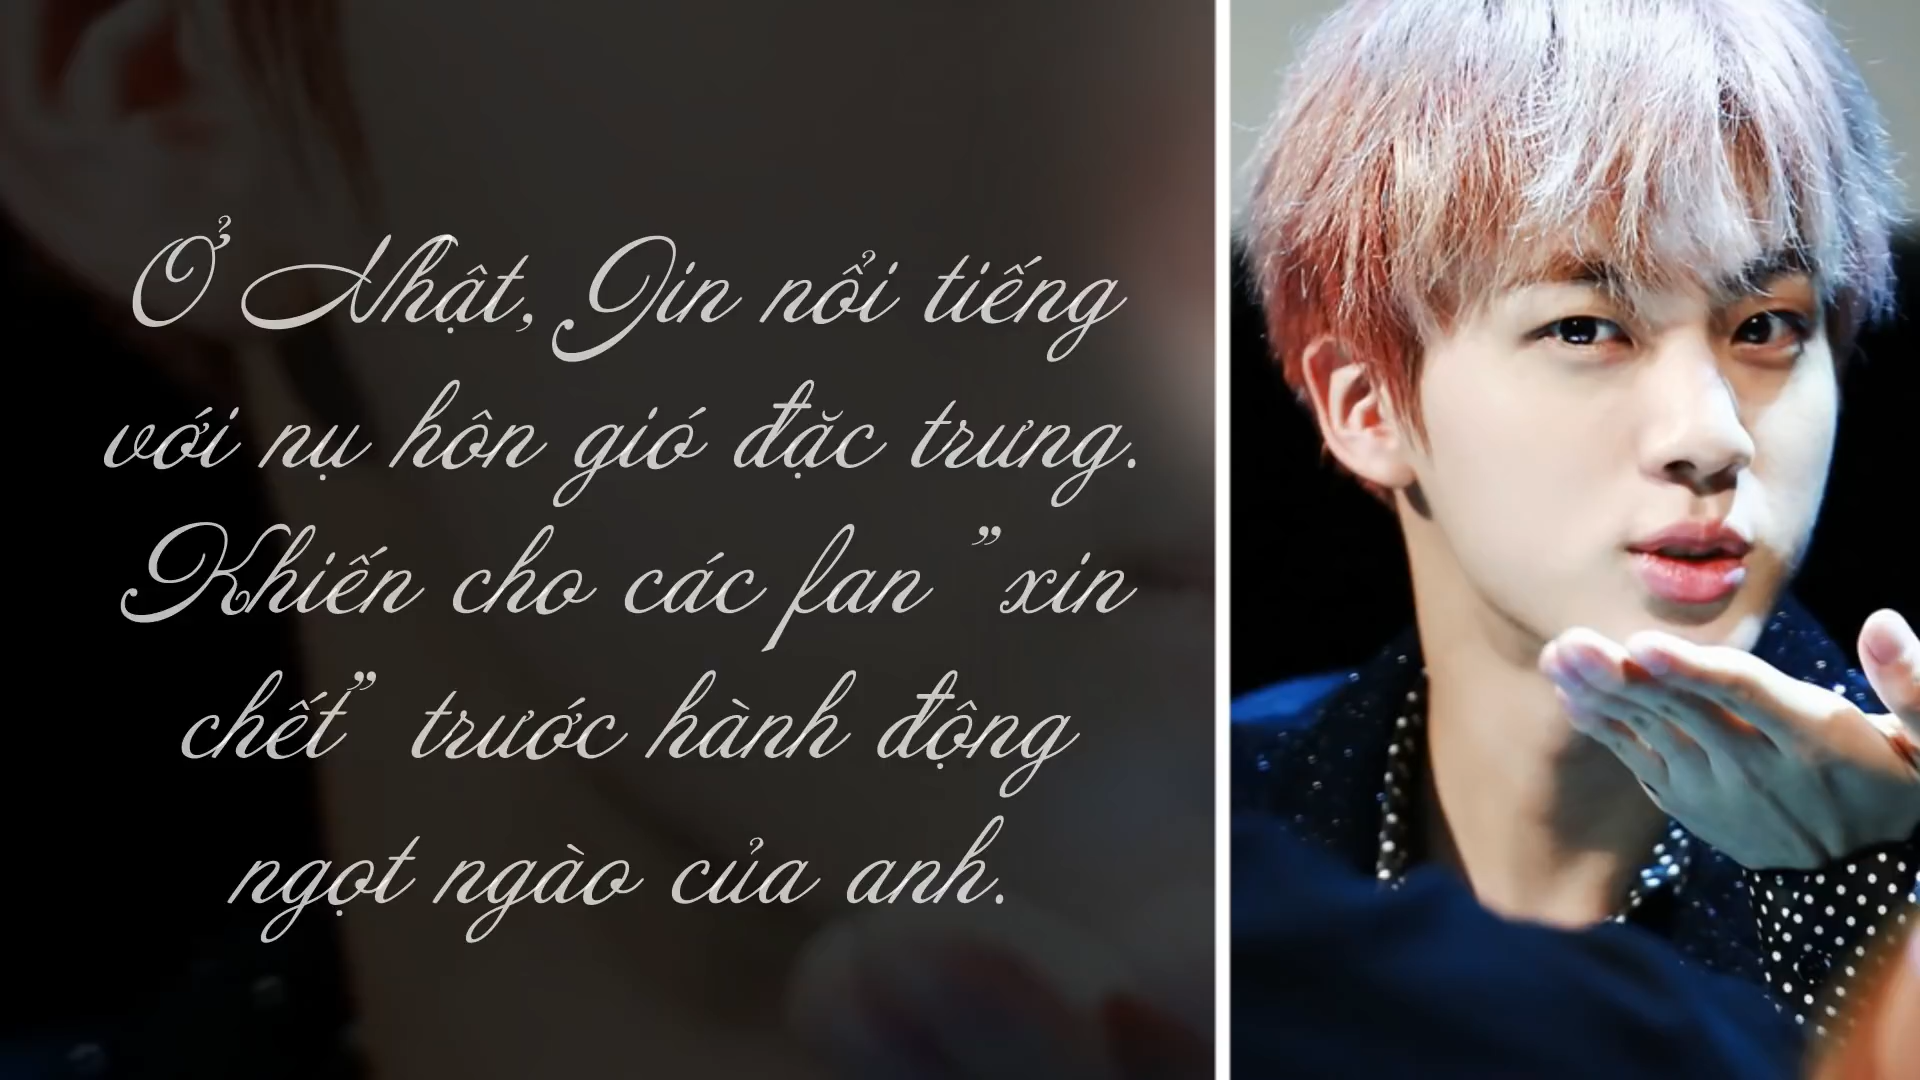 Ở Nhật, Jin nổi tiếng
với nụ hôn gió đặc trưng.
Khiến cho các fan ”xin
chết” trước hành động
ngọt ngào của anh.